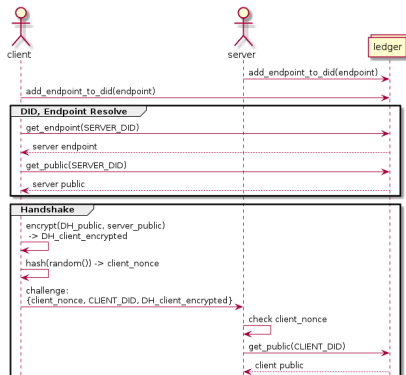 client
server
ledger
add_endpoint_to_did(endpoint)
add_endpoint_to_did(endpoint)
DID, Endpoint Resolve
get_endpoint(SERVER_DID)
server endpoint
get_public(SERVER_DID)
server public
Handshake
encrypt(DH_public, server_public)
-> DH_client_encrypted
hash(random()) -> client_nonce
challenge:
{client_nonce, CLIENT_DID, DH_client_encrypted}
check client_nonce
get_public(CLIENT_DID)
client public